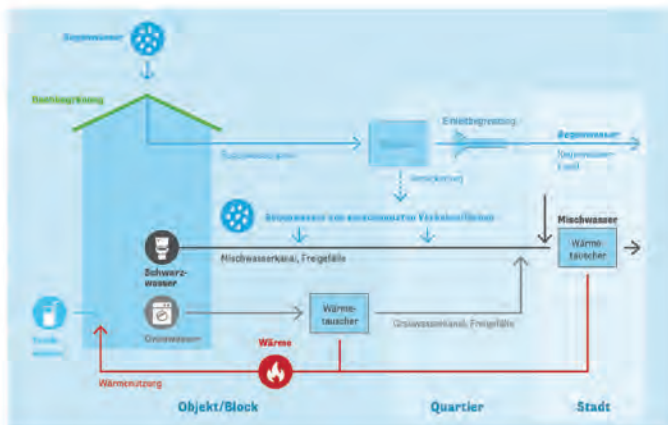 Regenwasser
Dachbegrünung
Einleitbegrenzung
Regenwasser
Versickerung
Mischwasser
Wärme-
tauscher
Mischwasserkanal, Freigefälle
Schwarz-
wasser
Wärme-
tauscher
Grauwasser
Grauwasserkanal, Freigefälle
Wärme
Wärmenutzung
Objekt/Block
Quartier
Stadt